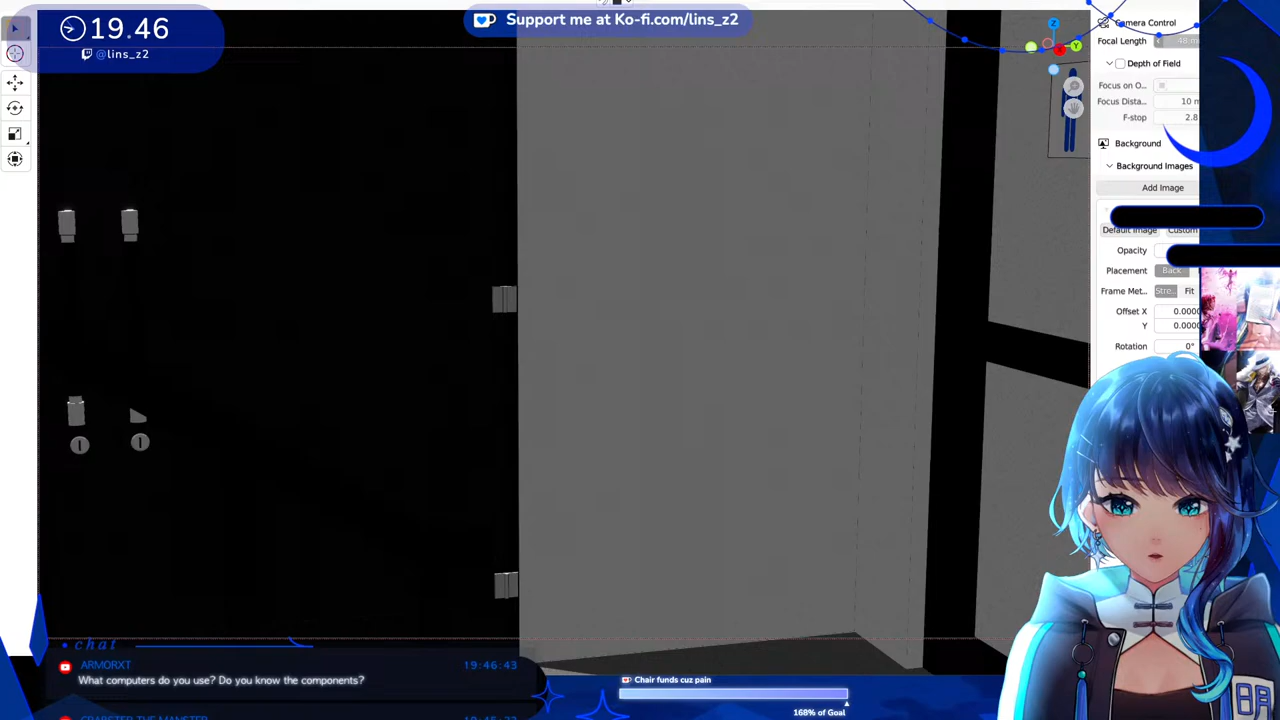 19.46
@lins_z2
Support me at Ko-fi.com/lins_z2
Z
Y
X
Camera Control
Focal Length
48 m
Depth of Field
Focus on O...
Focus Dista...
10 m
F-stop
2.8
Background
Background Images
Add Image
Default Image
Custom
Opacity
Placement
Back
Frame Met...
Stre...
Fit
Offset X
0.0000
Y
0.0000
Rotation
0°
chat
ARMORXT
19:46:43
What computers do you use? Do you know the components?
Chair funds cuz pain
168% of Goal